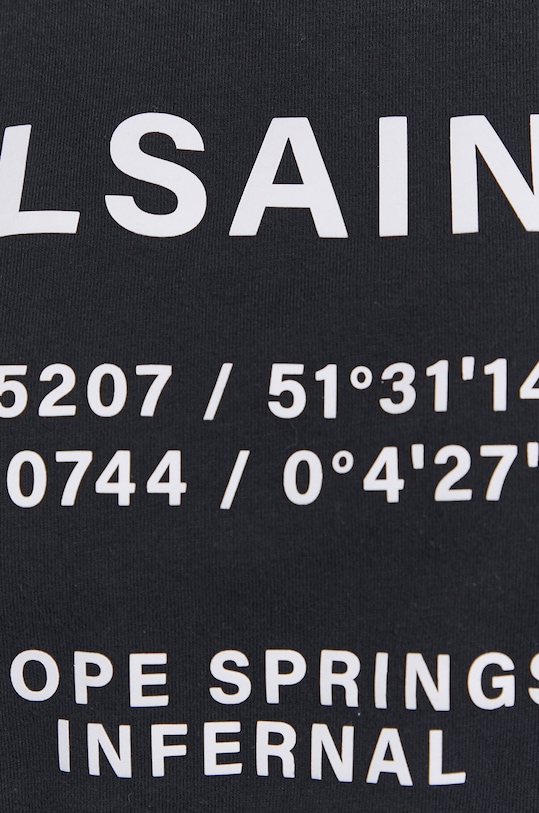 LSAIN
5207 / 51°31'14
0744 / 0°4'27'
OPE SPRINGS
INFERNAL